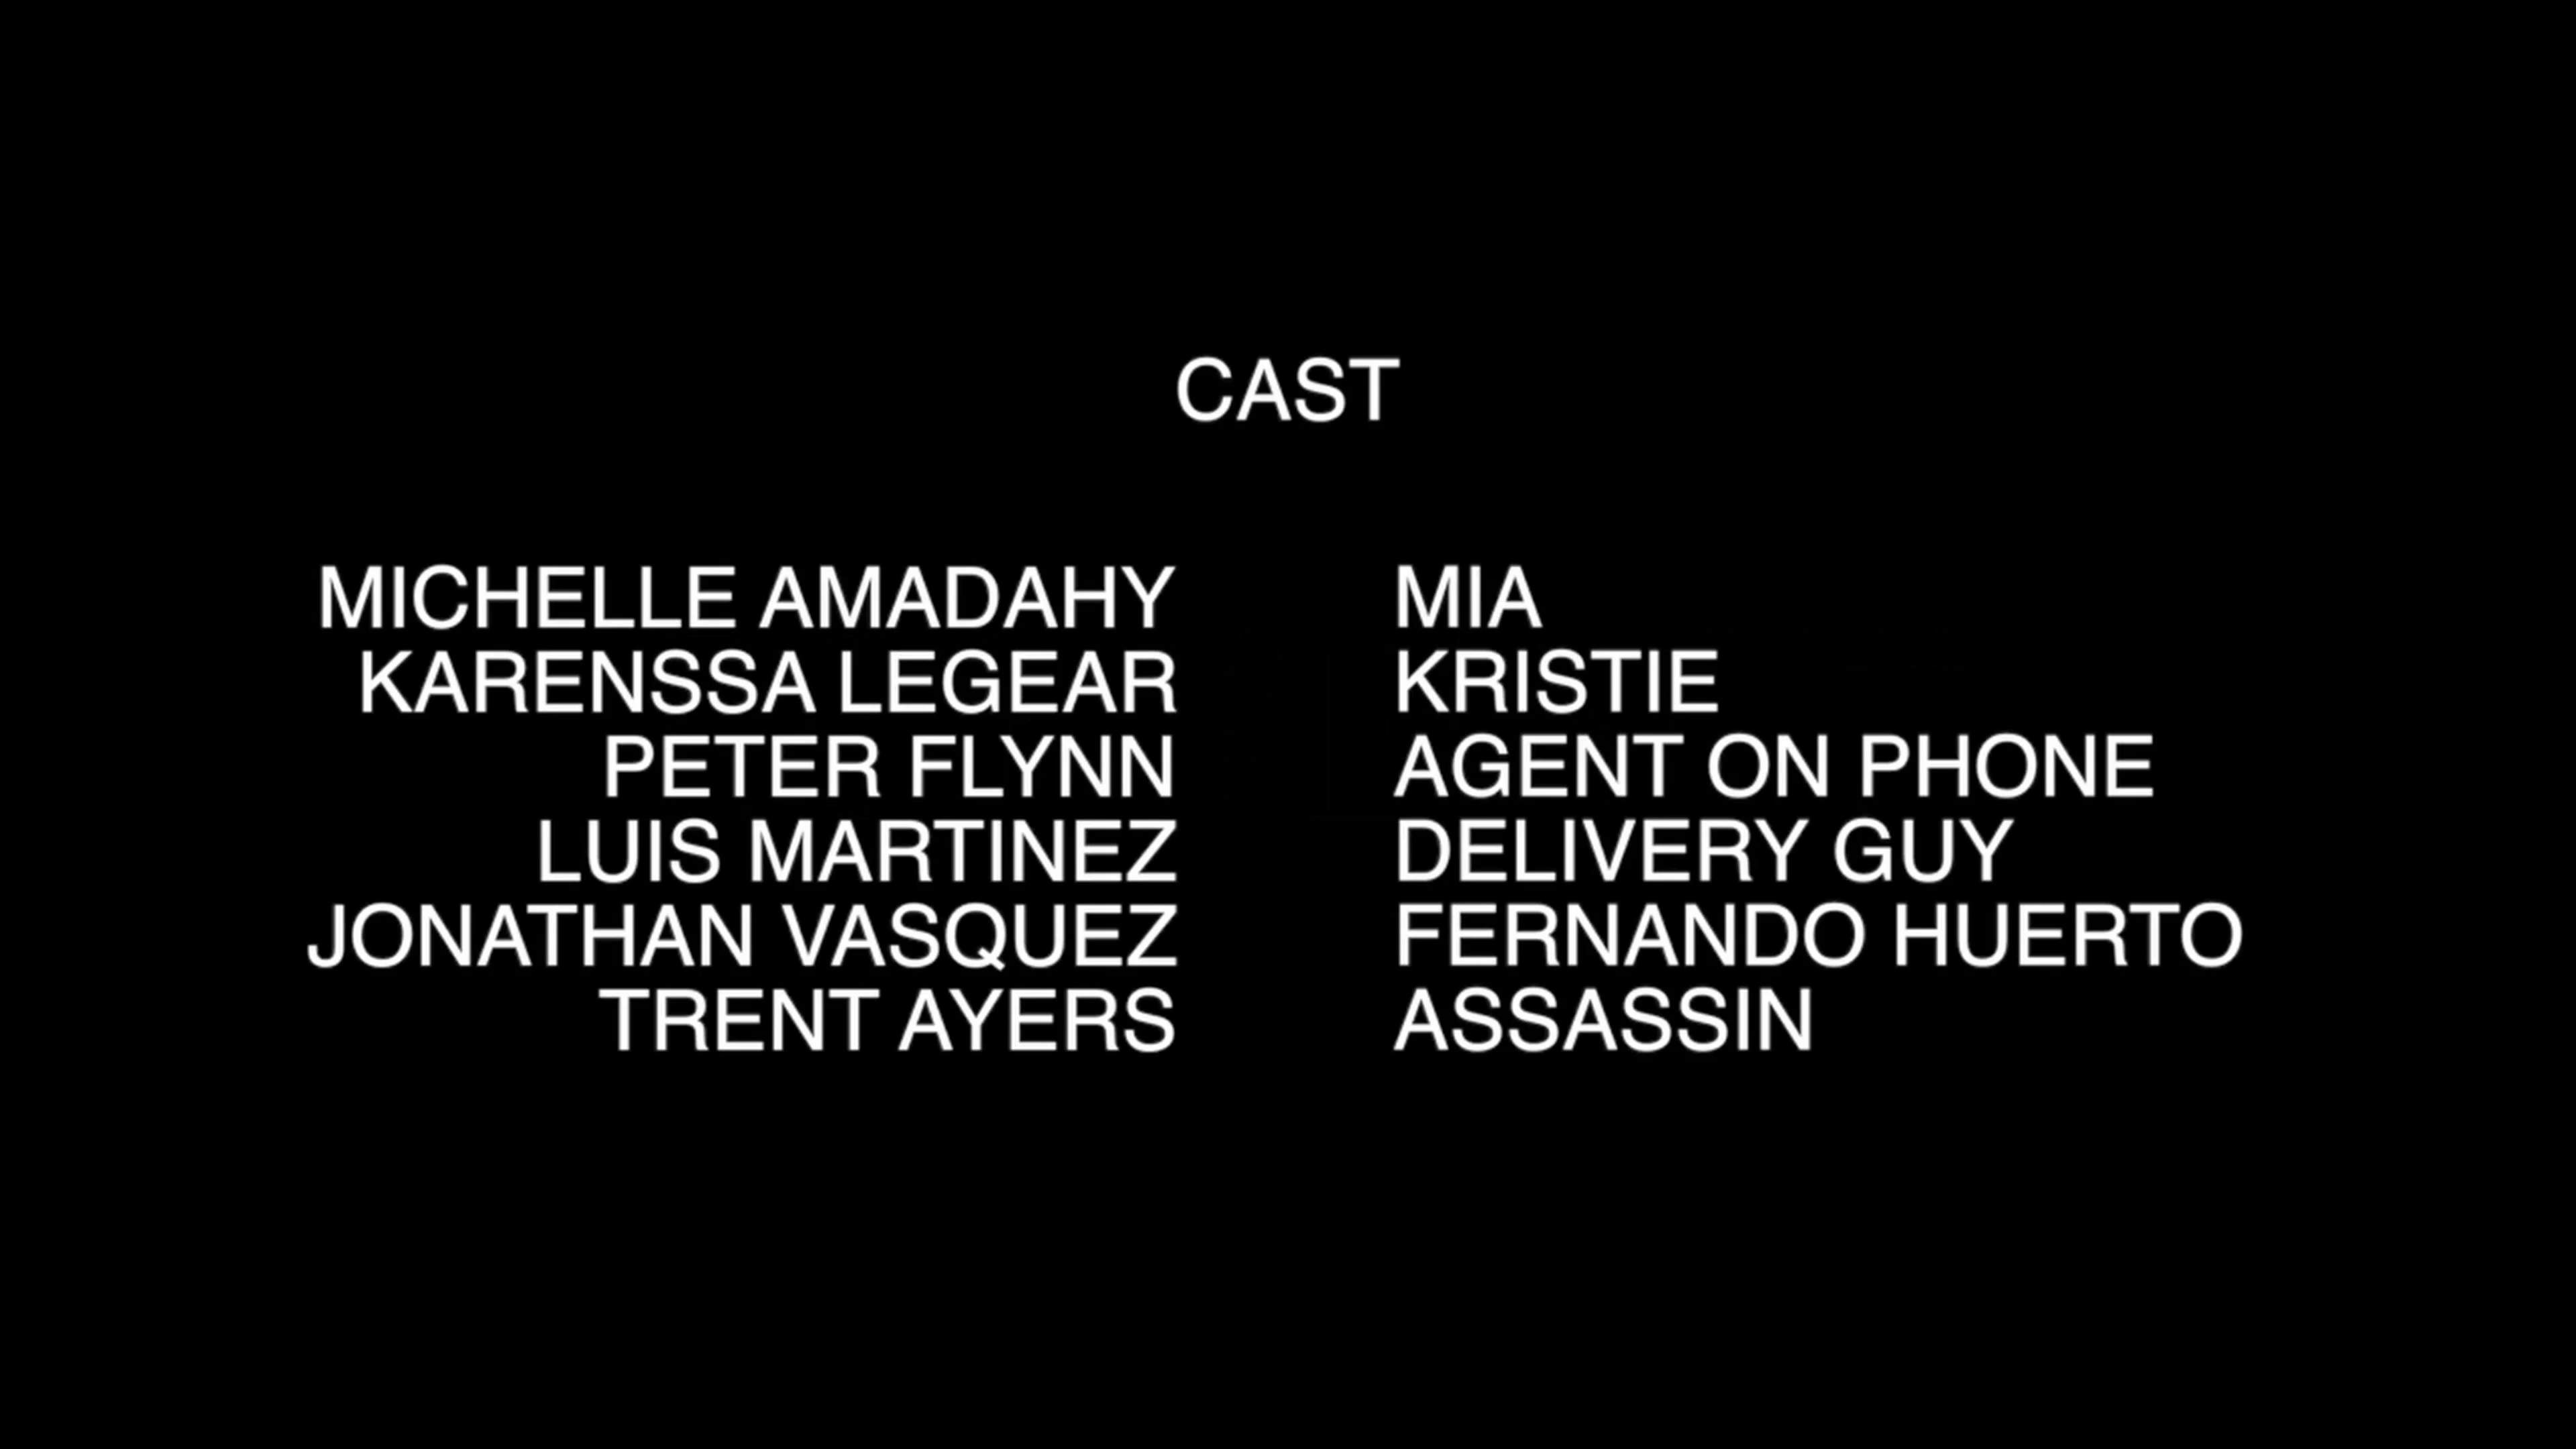 CAST
MICHELLE AMADAHY MIA
KARENSSA LEGEAR KRISTIE
PETER FLYNN AGENT ON PHONE
LUIS MARTINEZ DELIVERY GUY
JONATHAN VASQUEZ FERNANDO HUERTO
TRENT AYERS ASSASSIN